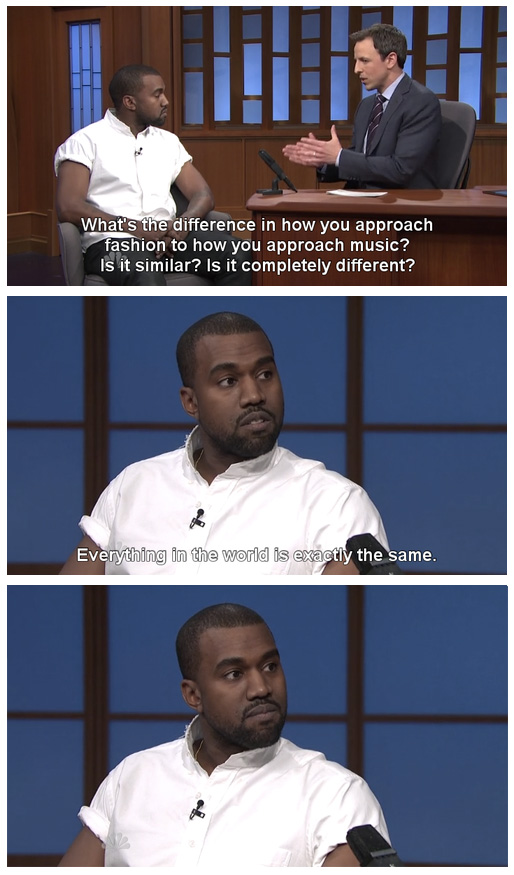 What's the difference in how you approach
fashion to how you approach music?
Is it similar? Is it completely different?
Everything in the world is exactly the same.